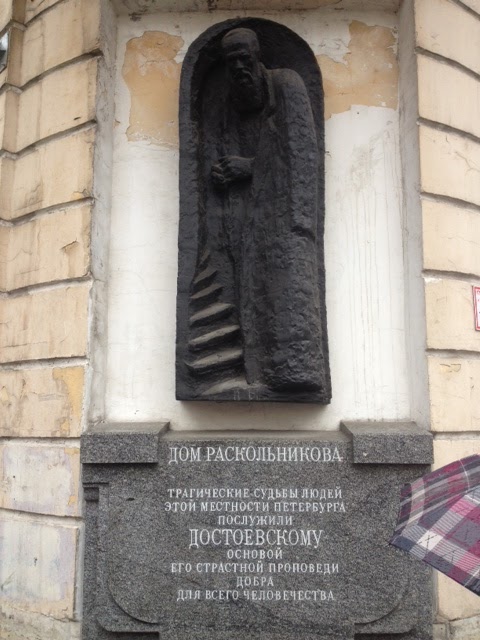 ДОМ РАСКОЛЬНИКОВА
ТРАГИЧЕСКИЕ СУДЬБЫ ЛЮДЕЙ
ЭТОЙ МЕСТНОСТИ ПЕТЕРБУРГА
ПОСЛУЖИЛИ
ДОСТОЕВСКОМУ
ОСНОВОЙ
ЕГО СТРАСТНОЙ ПРОПОВЕДИ
ДОБРА
ДЛЯ ВСЕГО ЧЕЛОВЕЧЕСТВА